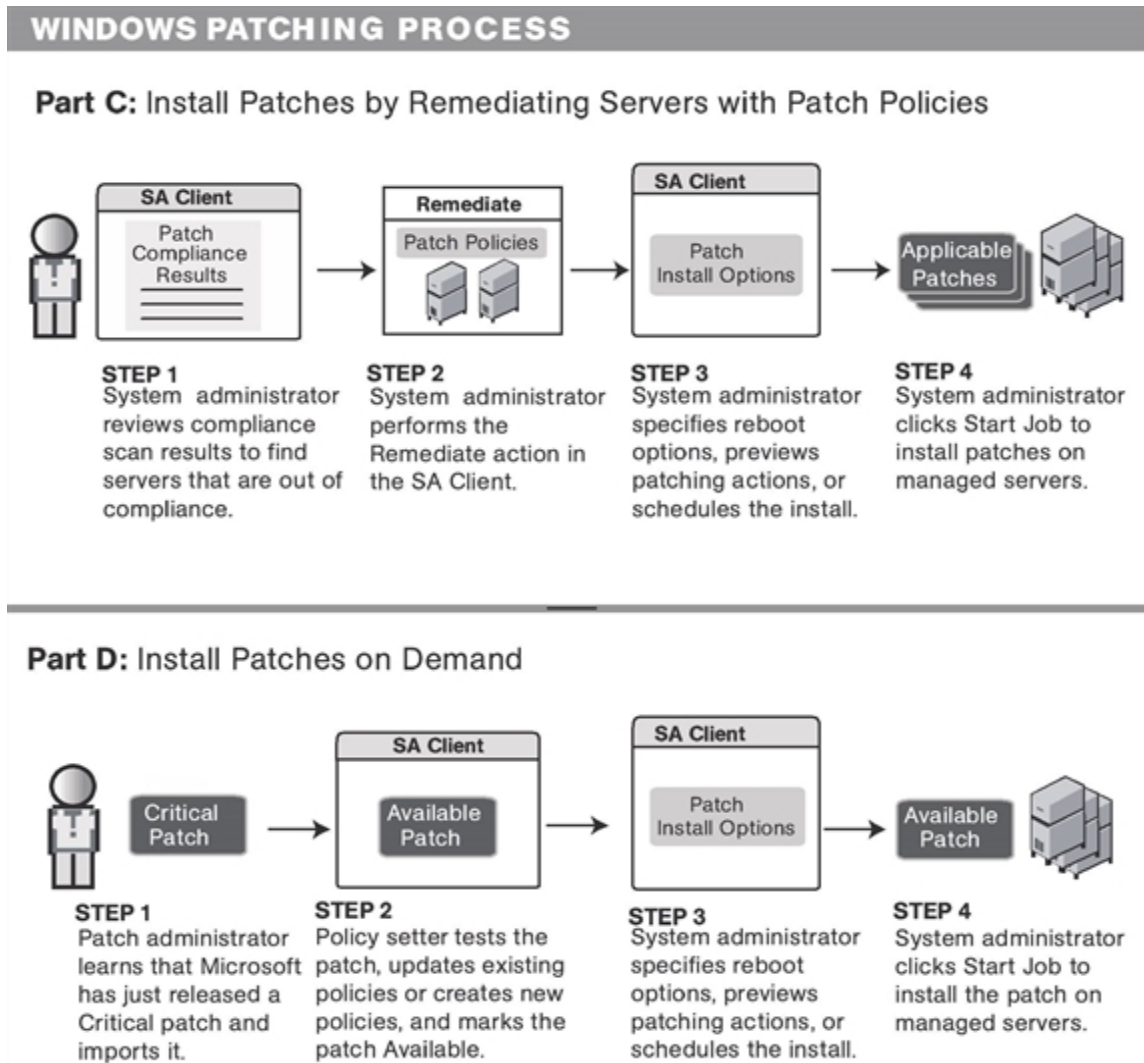 WINDOWS PATCHING PROCESS
Part C: Install Patches by Remediating Servers with Patch Policies
SA Client
Patch
Compliance
Results
Remediate
Patch Policies
SA Client
Patch
Install Options
Applicable
Patches
STEP 1
System administrator
reviews compliance
scan results to find
servers that are out of
compliance.
STEP 2
System administrator
performs the
Remediate action in
the SA Client.
STEP 3
System administrator
specifies reboot
options, previews
patching actions, or
schedules the install.
STEP 4
System administrator
clicks Start Job to
install patches on
managed servers.
Part D: Install Patches on Demand
Critical
Patch
SA Client
Available
Patch
SA Client
Patch
Install Options
Available
Patch
STEP 1
Patch administrator
learns that Microsoft
has just released a
Critical patch and
imports it.
STEP 2
Policy setter tests the
patch, updates existing
policies or creates new
policies, and marks the
patch Available.
STEP 3
System administrator
specifies reboot
options, previews
patching actions, or
schedules the install.
STEP 4
System administrator
clicks Start Job to
install the patch on
managed servers.